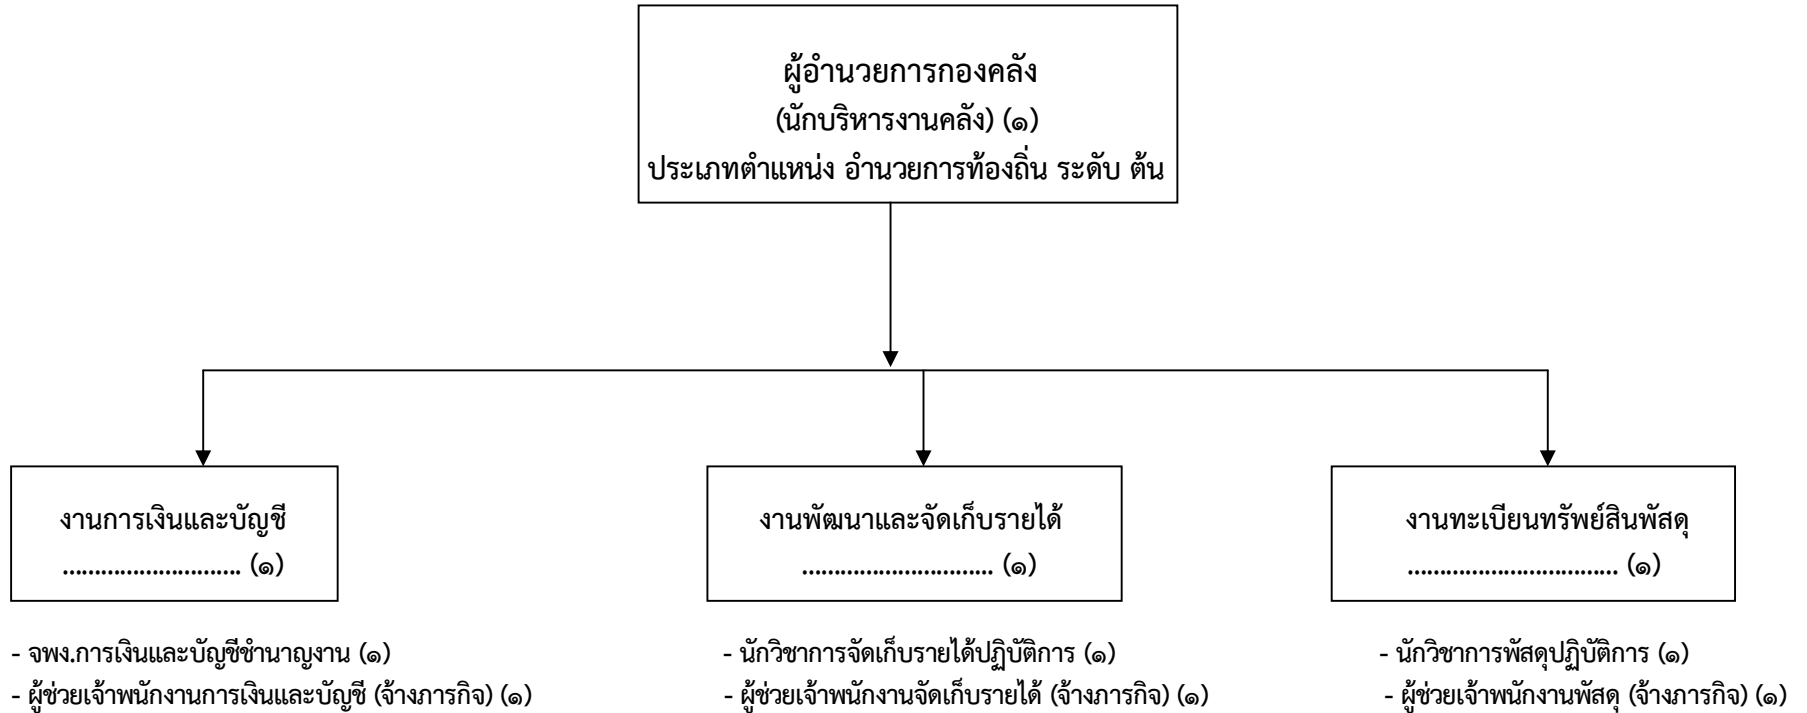 ผู้อำนวยการกองคลัง
(นักบริหารงานคลัง) (๑)
ประเภทตำแหน่ง อำนวยการท้องถิ่น ระดับ ต้น
งานการเงินและบัญชี
............................ (๑)
งานพัฒนาและจัดเก็บรายได้
.............................. (๑)
งานทะเบียนทรัพย์สินพัสดุ
................................. (๑)
- จพง.การเงินและบัญชีชำนาญงาน (๑)
- ผู้ช่วยเจ้าพนักงานการเงินและบัญชี (จ้างภารกิจ) (๑)
- นักวิชาการจัดเก็บรายได้ปฏิบัติการ (๑)
- ผู้ช่วยเจ้าพนักงานจัดเก็บรายได้ (จ้างภารกิจ) (๑)
- นักวิชาการพัสดุปฏิบัติการ (๑)
- ผู้ช่วยเจ้าพนักงานพัสดุ (จ้างภารกิจ) (๑)